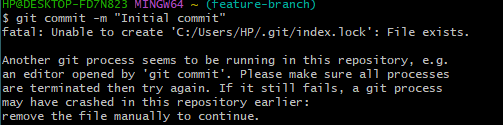 HP@DESKTOP-FD7N823 MINGW64 ~ (feature-branch)
$ git commit -m "Initial commit"
fatal: Unable to create 'C:/Users/HP/.git/index.lock': File exists.

Another git process seems to be running in this repository, e.g.
an editor opened by 'git commit'. Please make sure all processes
are terminated then try again. If it still fails, a git process
may have crashed in this repository earlier:
remove the file manually to continue.